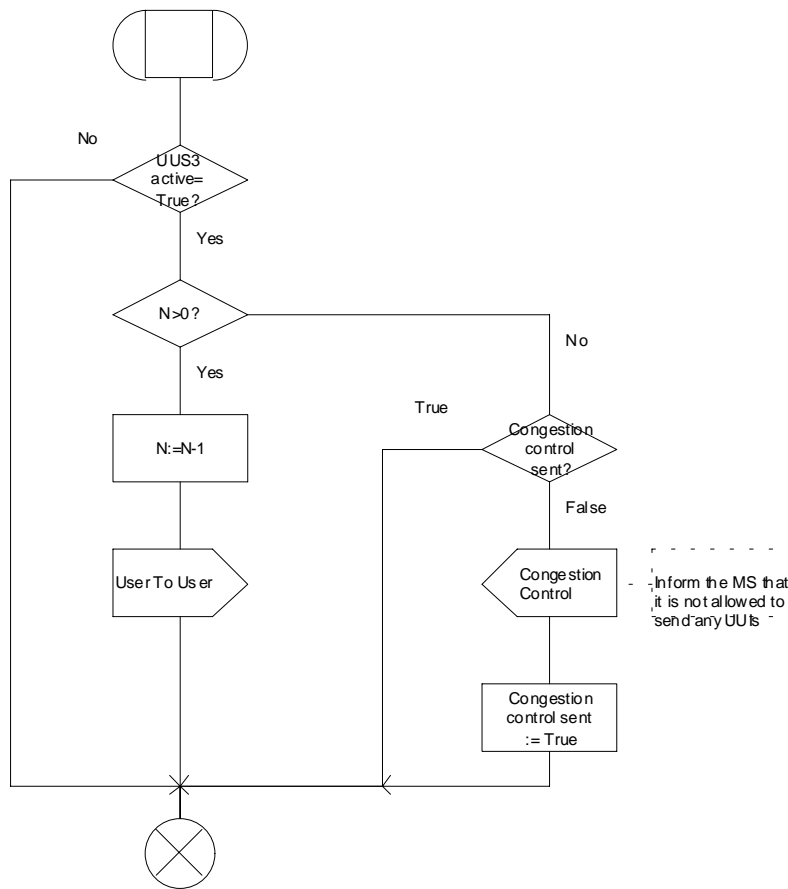 No
UUS3
active=
True?
Yes
N>0?
No
Yes
True
N:=N-1
Congestion
control
sent?
False
User To User
Congestion
Control
Inform the MS that
it is not allowed to
send any UUIs
Congestion
control sent
:= True